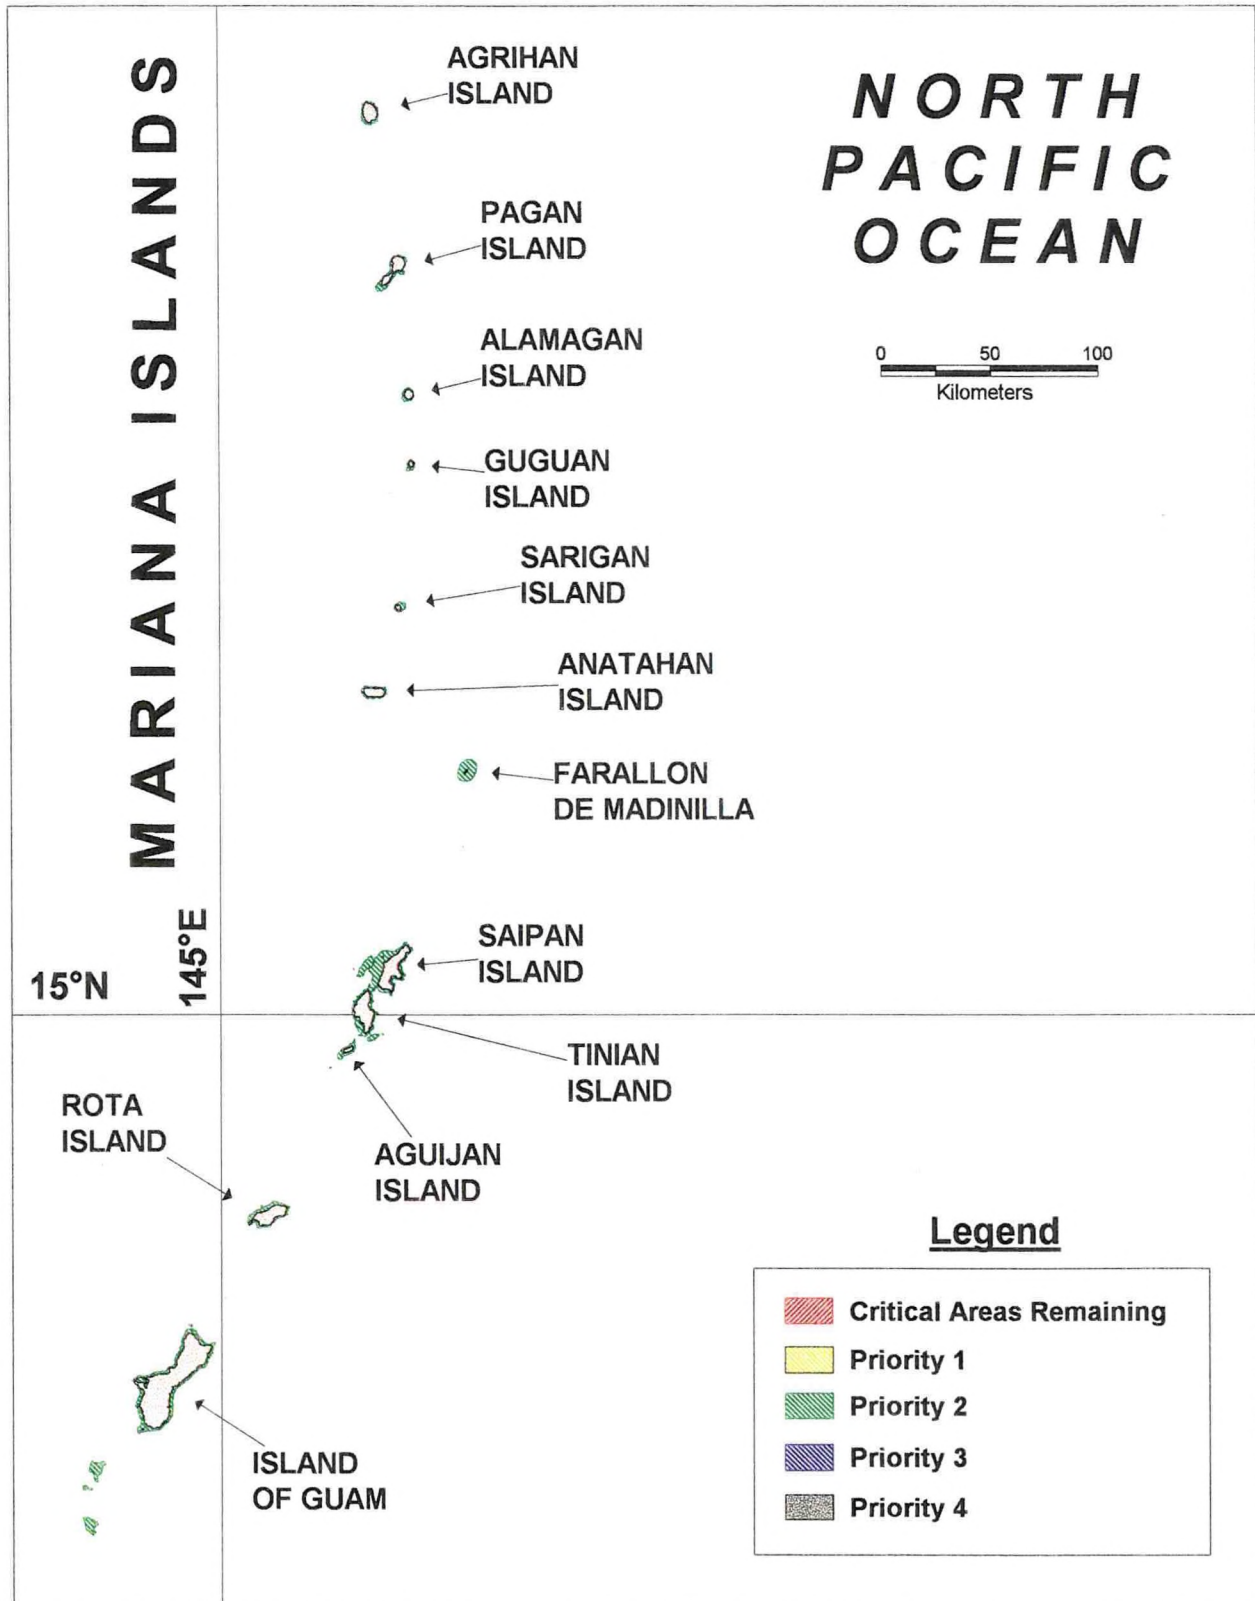 MARIANA ISLANDS
NORTH
PACIFIC
OCEAN
0 50 100
Kilometers
AGRIHAN
ISLAND
PAGAN
ISLAND
ALAMAGAN
ISLAND
GUGUAN
ISLAND
SARIGAN
ISLAND
ANATAHAN
ISLAND
FARALLON
DE MADINILLA
SAIPAN
ISLAND
15°N
145°E
TINIAN
ISLAND
AGUIJAN
ISLAND
ROTA
ISLAND
ISLAND
OF GUAM
Legend
Critical Areas Remaining
Priority 1
Priority 2
Priority 3
Priority 4